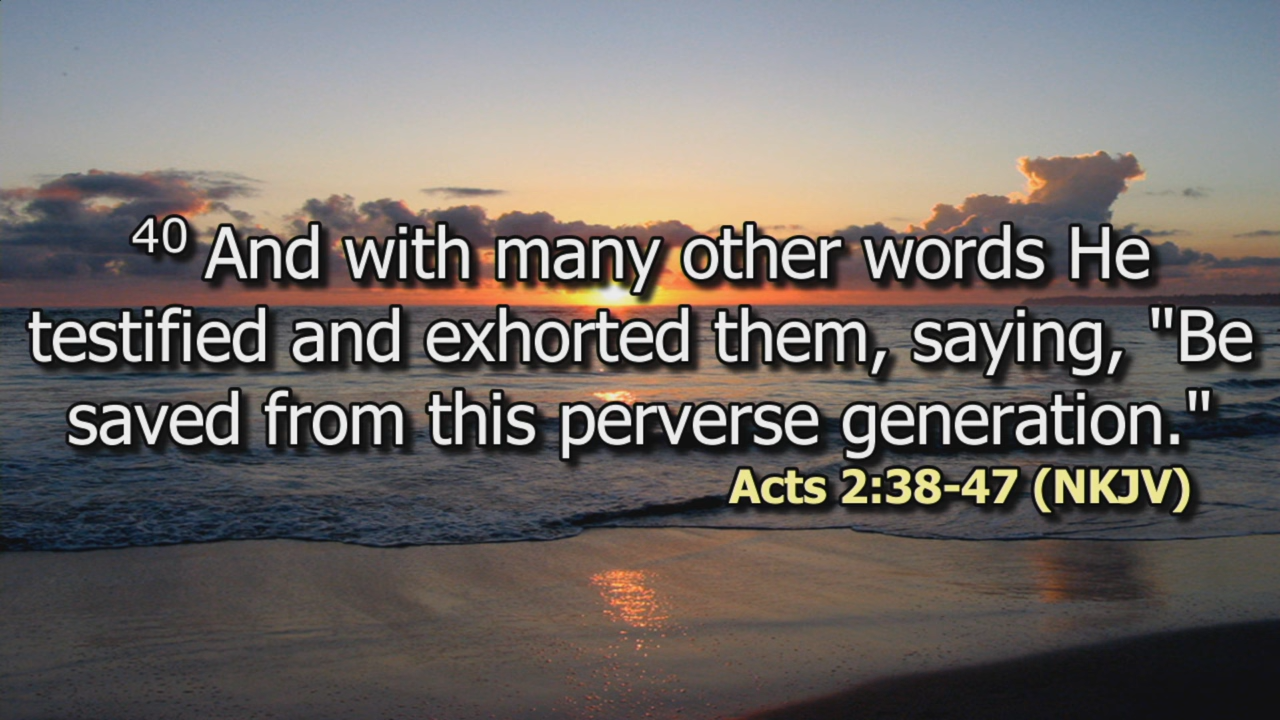 40 And with many other words He
testified and exhorted them, saying, "Be
saved from this perverse generation."
Acts 2:38-47 (NKJV)